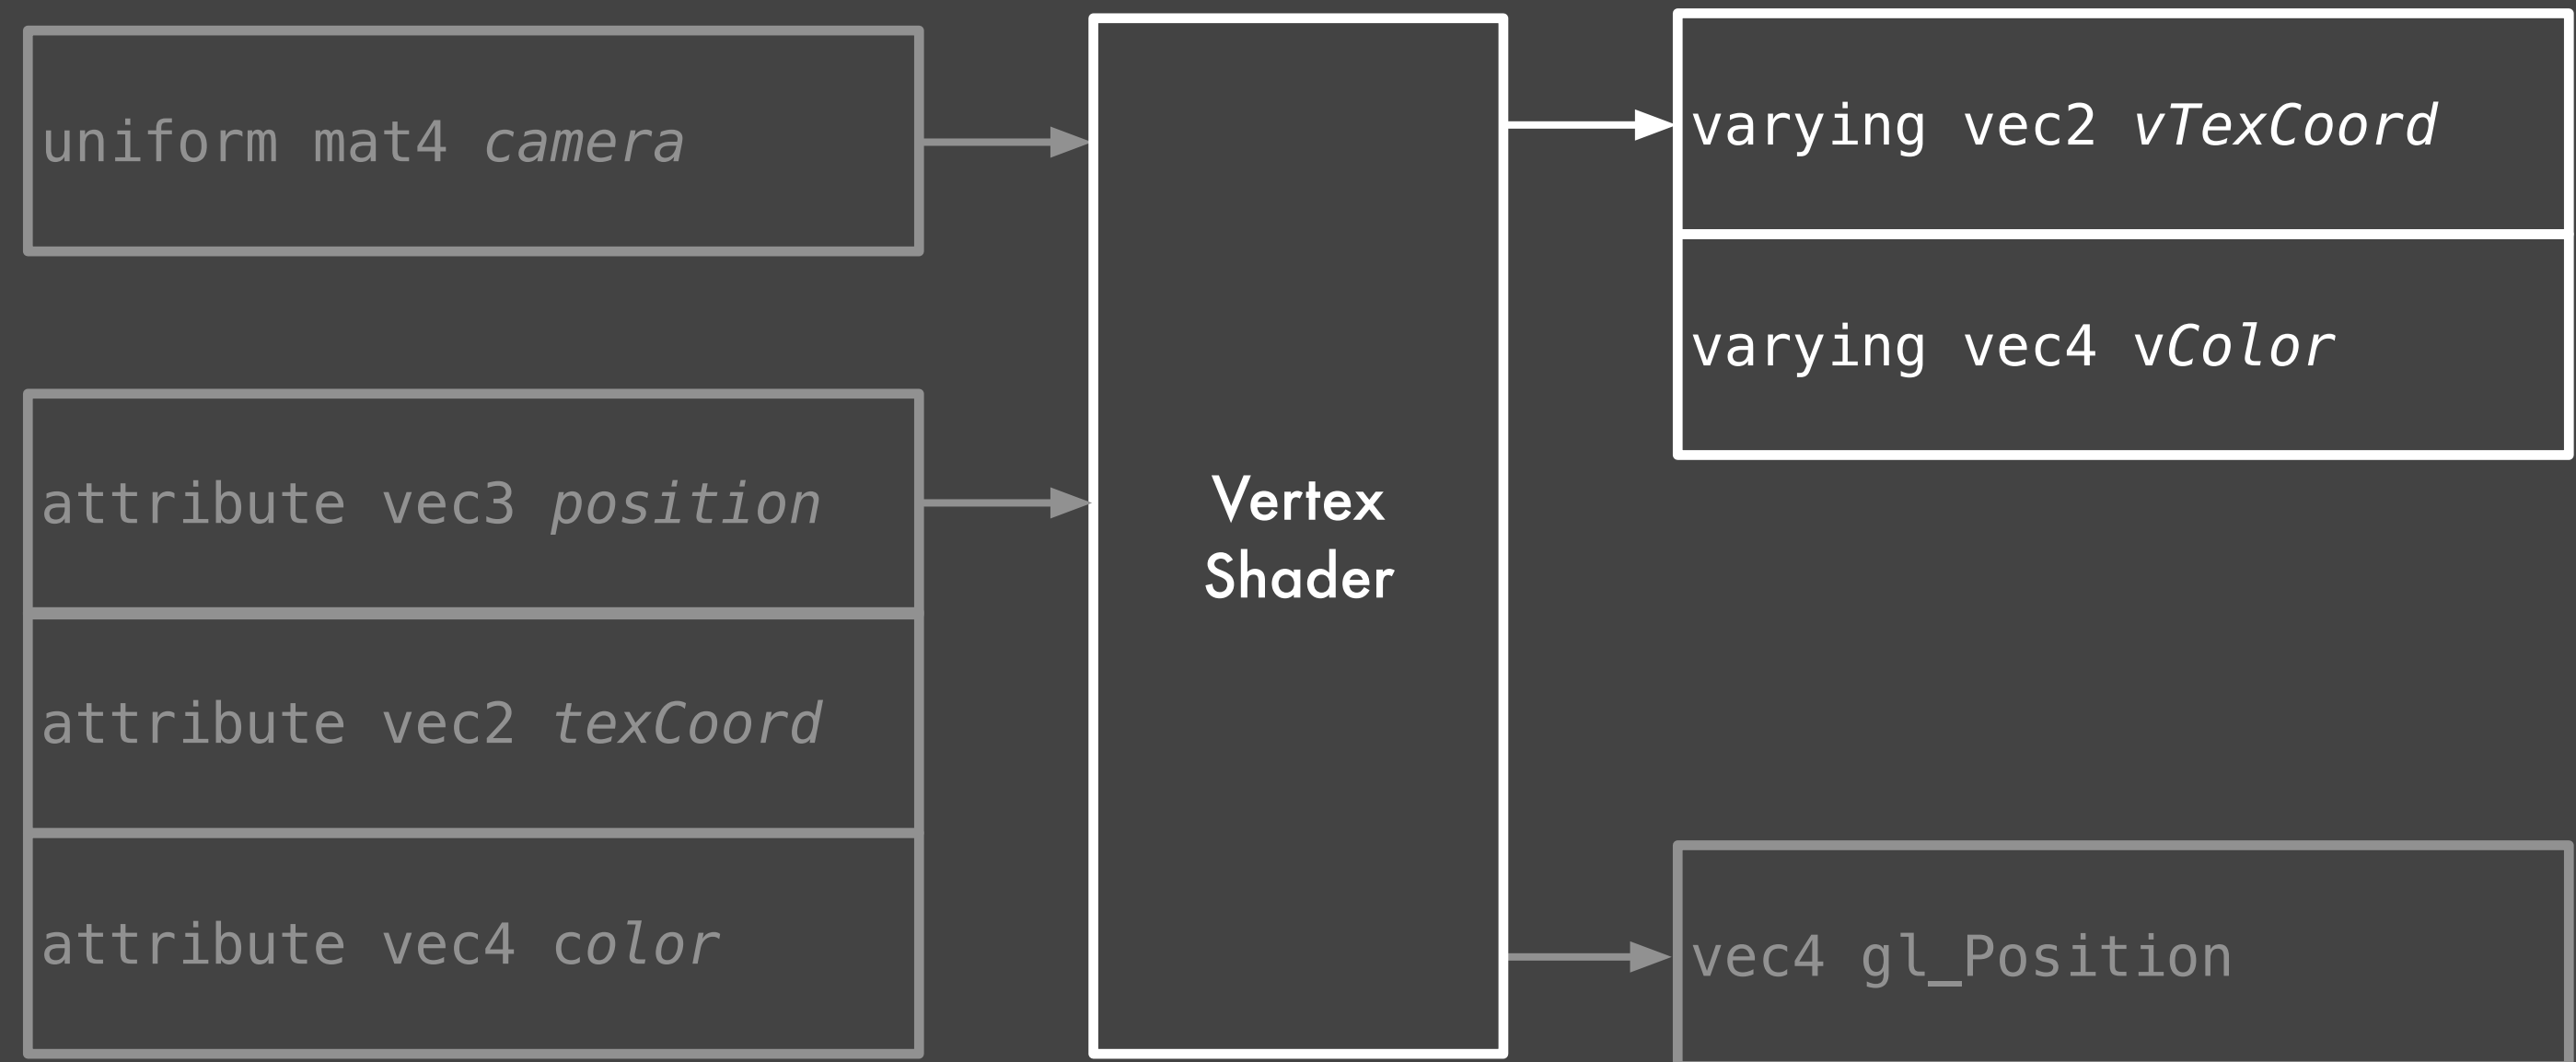 uniform mat4 camera
attribute vec3 position
attribute vec2 texCoord
attribute vec4 color
Vertex
Shader
varying vec2 vTexCoord
varying vec4 vColor
vec4 gl_Position